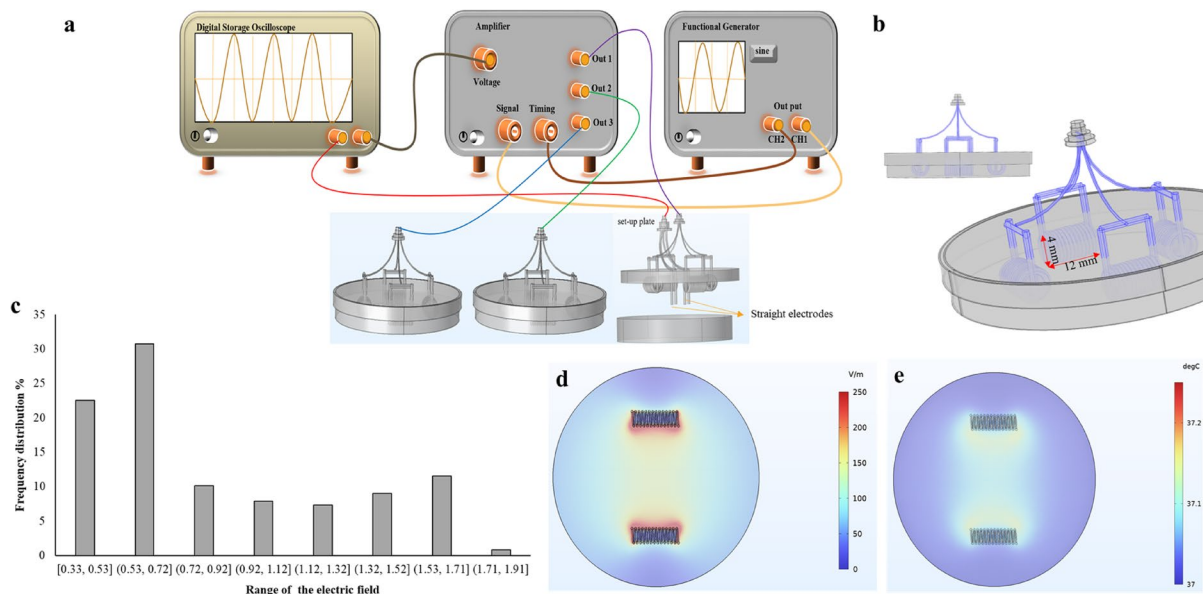 a
Digital Storage Oscilloscope
Amplifier
Functional Generator
Voltage
Out 1
Out 2
Out 3
Signal
Timing
sine
Out put
CH2
CH1
set-up plate
Straight electrodes
b
4 mm
12 mm
c
Frequency distribution %
35
30
25
20
15
10
5
0
[0.33, 0.53]
(0.53, 0.72]
(0.72, 0.92]
(0.92, 1.12]
(1.12, 1.32]
(1.32, 1.52]
(1.53, 1.71]
(1.71, 1.91]
Range of the electric field
d
V/m
250
200
150
100
50
0
e
degC
37.2
37.1
37